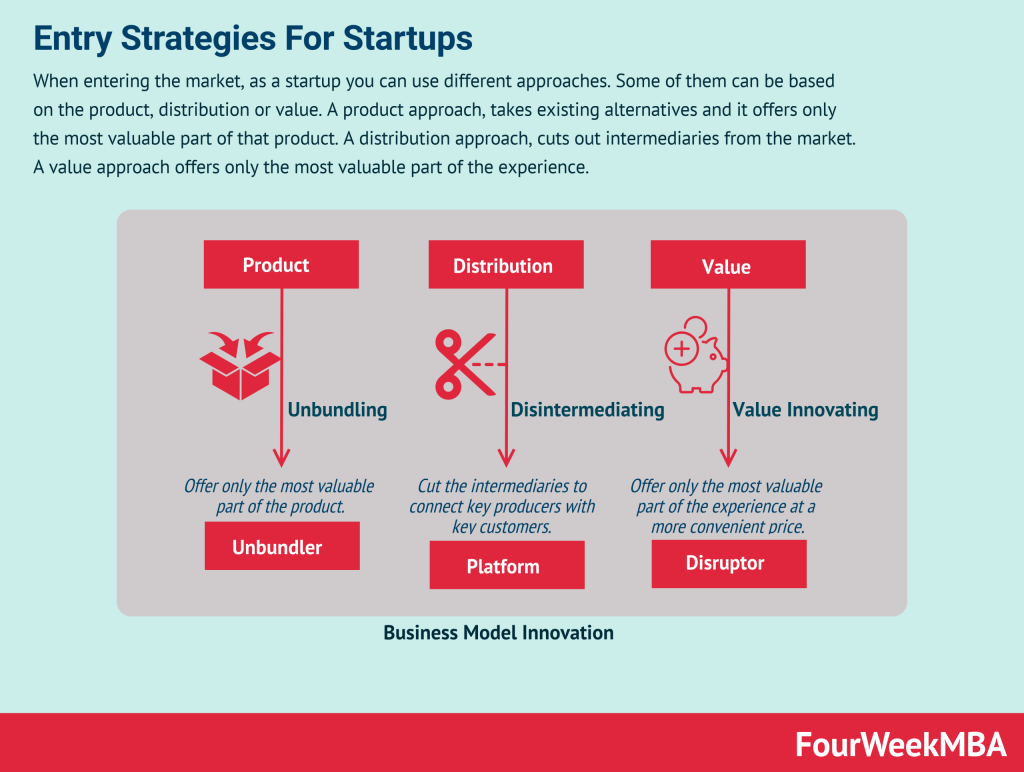 Entry Strategies For Startups
When entering the market, as a startup you can use different approaches. Some of them can be based
on the product, distribution or value. A product approach, takes existing alternatives and it offers only
the most valuable part of that product. A distribution approach, cuts out intermediaries from the market.
A value approach offers only the most valuable part of the experience.
Product
Distribution
Value
Unbundling
Disintermediating
Value Innovating
Offer only the most valuable
part of the product.
Cut the intermediaries to
connect key producers with
key customers.
Offer only the most valuable
part of the experience at a
more convenient price.
Unbundler
Platform
Disruptor
Business Model Innovation
FourWeekMBA